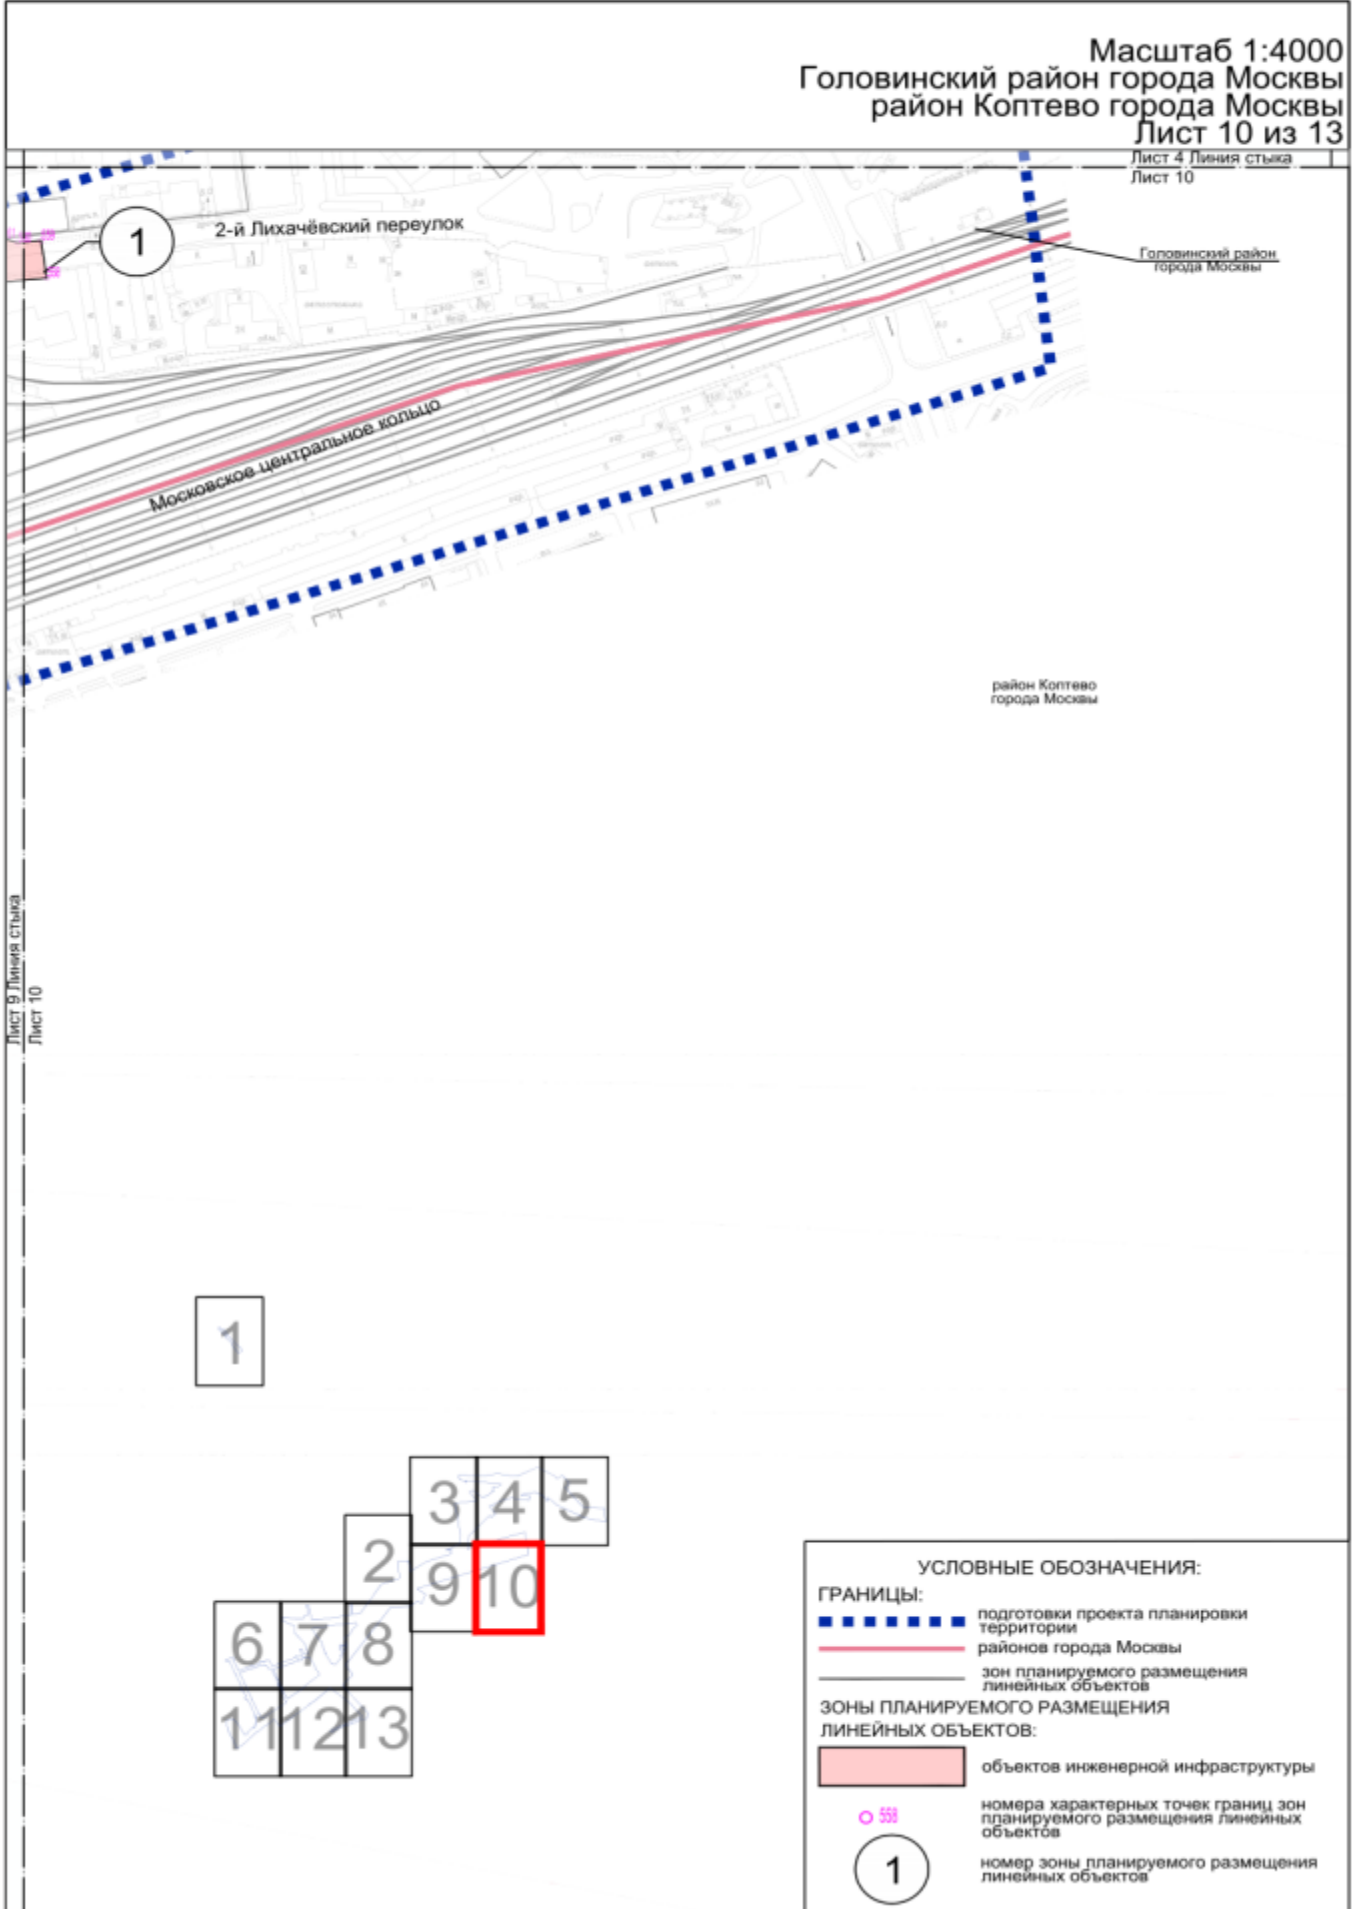 Масштаб 1:4000
Головинский район города Москвы
район Коптево города Москвы
Лист 10 из 13
Лист 4 Линия стыка
Лист 10
1
2-й Лихачёвский переулок
Головинский район
города Москвы
Московское центральное кольцо
район Коптево
города Москвы
Лист 9 Линия стыка
Лист 10
1
3
4
5
2
9
10
6
7
8
11
12
13
УСЛОВНЫЕ ОБОЗНАЧЕНИЯ:
ГРАНИЦЫ:
подготовки проекта планировки
территории
районов города Москвы
зон планируемого размещения
линейных объектов
ЗОНЫ ПЛАНИРУЕМОГО РАЗМЕЩЕНИЯ
ЛИНЕЙНЫХ ОБЪЕКТОВ:
объектов инженерной инфраструктуры
558
номера характерных точек границ зон
планируемого размещения линейных
объектов
1
номер зоны планируемого размещения
линейных объектов